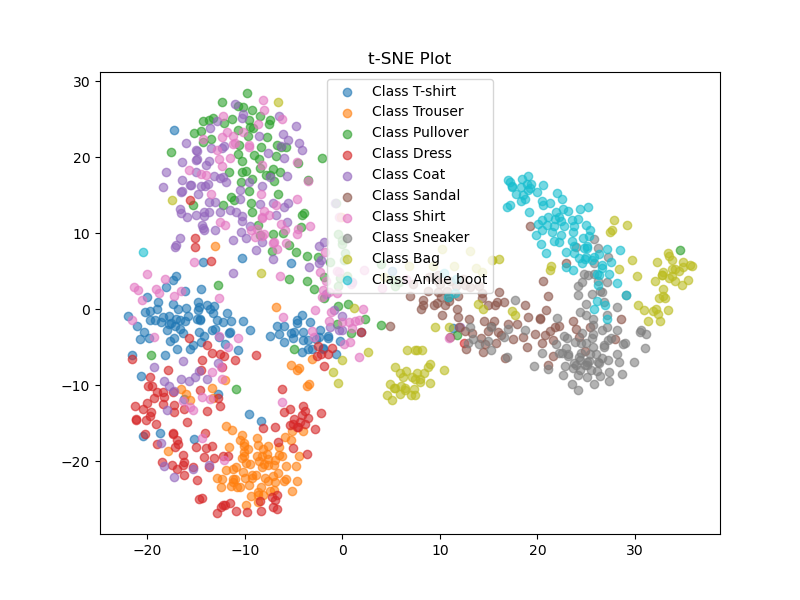 t-SNE Plot
Class T-shirt
Class Trouser
Class Pullover
Class Dress
Class Coat
Class Sandal
Class Shirt
Class Sneaker
Class Bag
Class Ankle boot
30
20
10
0
−10
−20
−20 −10 0 10 20 30